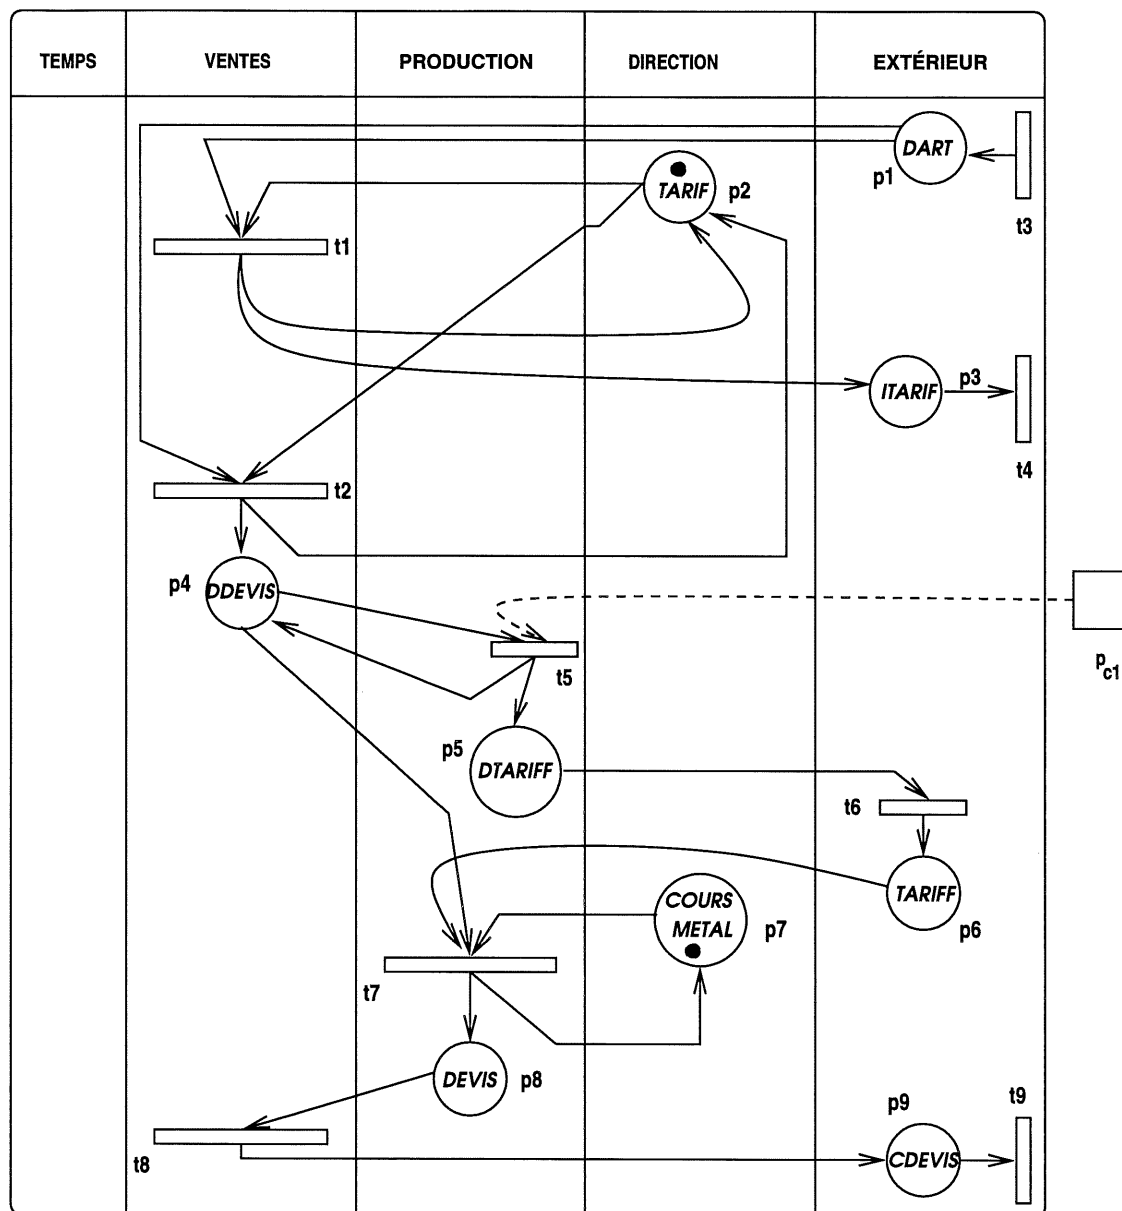 TEMPS
VENTES
PRODUCTION
DIRECTION
EXTÉRIEUR
DART
p1
t3
TARIF
p2
t1
ITARIF
p3
t4
t2
p4
DDEVIS
t5
p
c1
p5
DTARIFF
t6
TARIFF
p6
COURS
METAL
p7
t7
DEVIS
p8
t8
p9
CDEVIS
t9